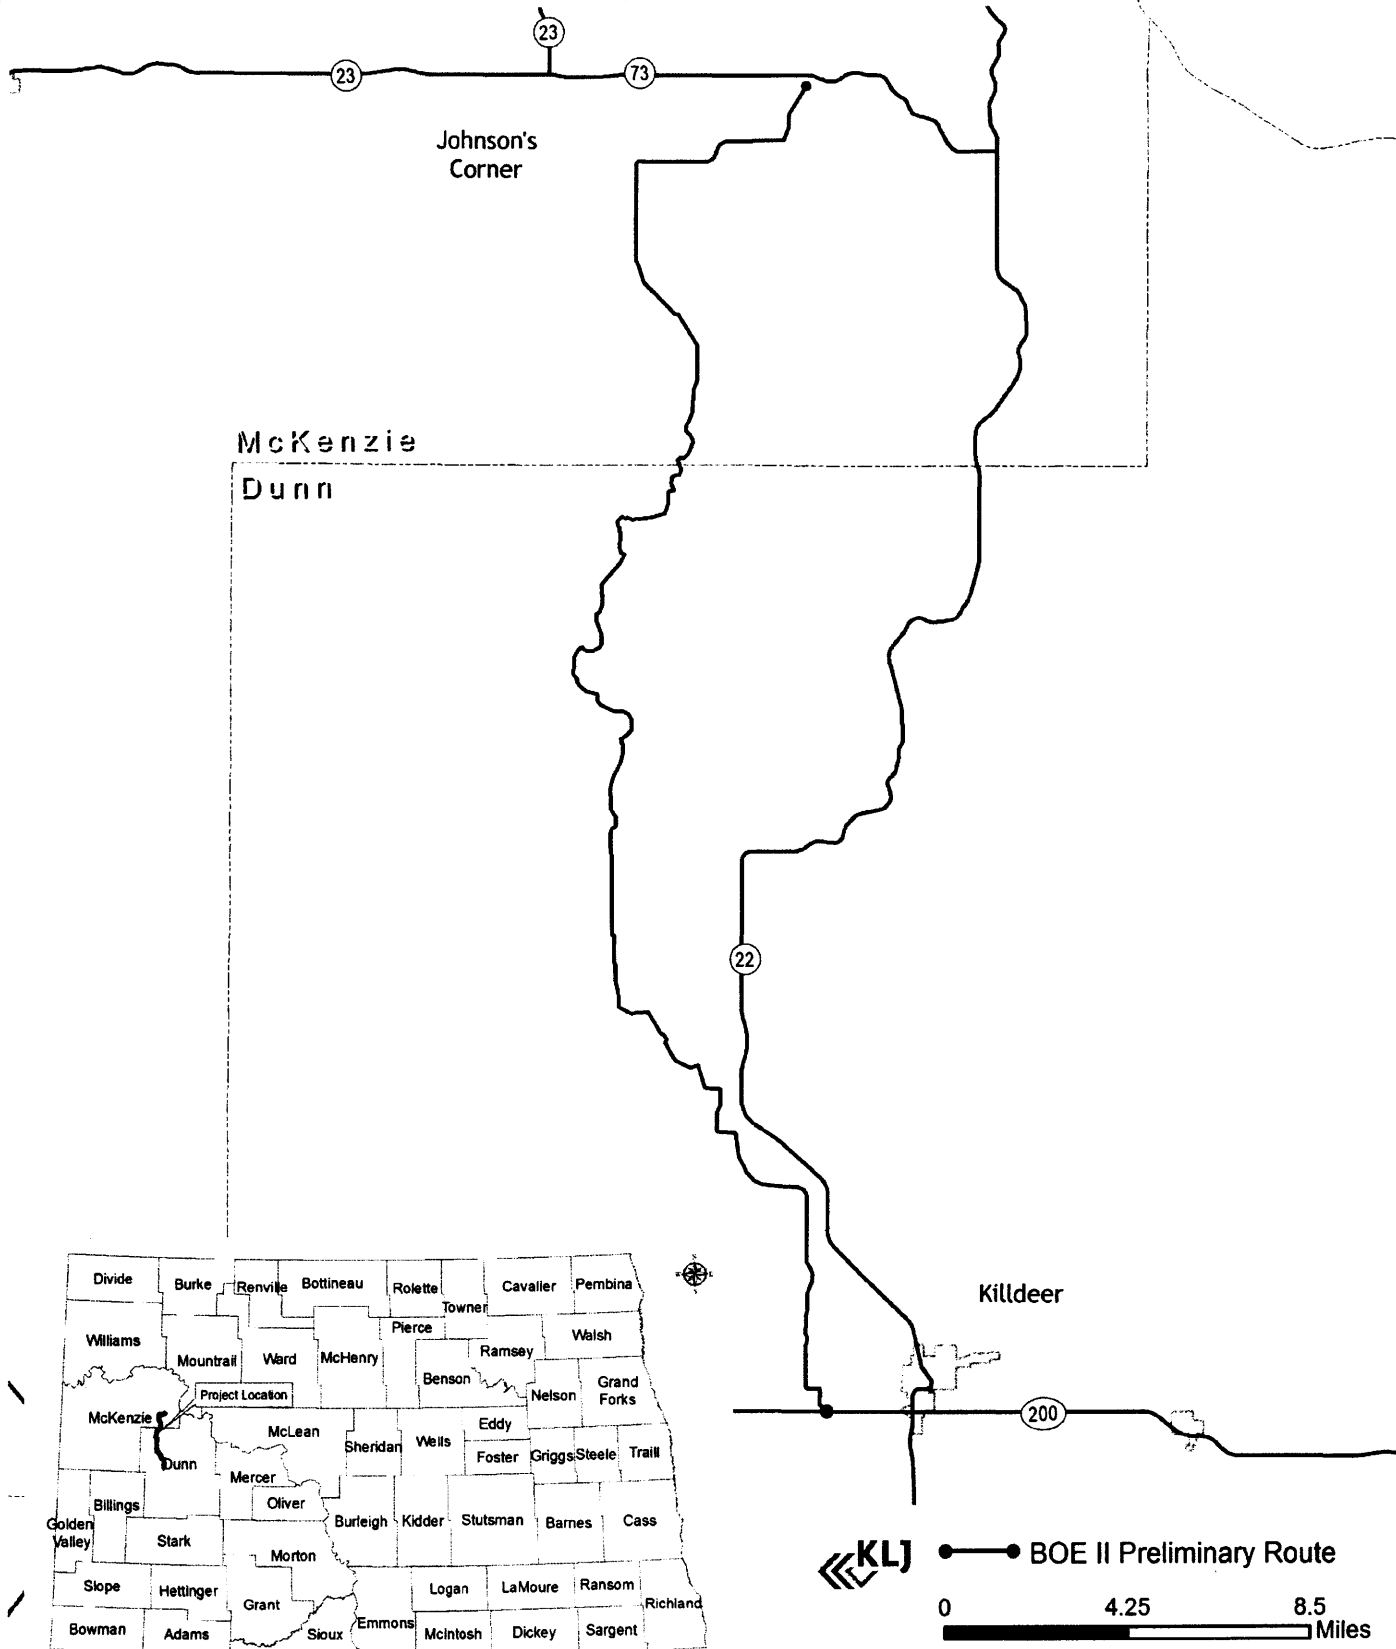 23
23
73
Johnson's
Corner
McKenzie
Dunn
22
Killdeer
200
Divide
Burke
Renville
Bottineau
Rolette
Towner
Cavalier
Pembina
Williams
Mountrail
Ward
McHenry
Pierce
Benson
Ramsey
Walsh
Nelson
Grand
Forks
Project Location
McKenzie
McLean
Sheridan
Wells
Eddy
Foster
Griggs
Steele
Traill
Dunn
Mercer
Oliver
Billings
Golden
Valley
Stark
Morton
Burleigh
Kidder
Stutsman
Barnes
Cass
Slope
Hettinger
Grant
Logan
LaMoure
Ransom
Richland
Bowman
Adams
Sioux
Emmons
McIntosh
Dickey
Sargent
KLJ
BOE II Preliminary Route
0 4.25 8.5
Miles